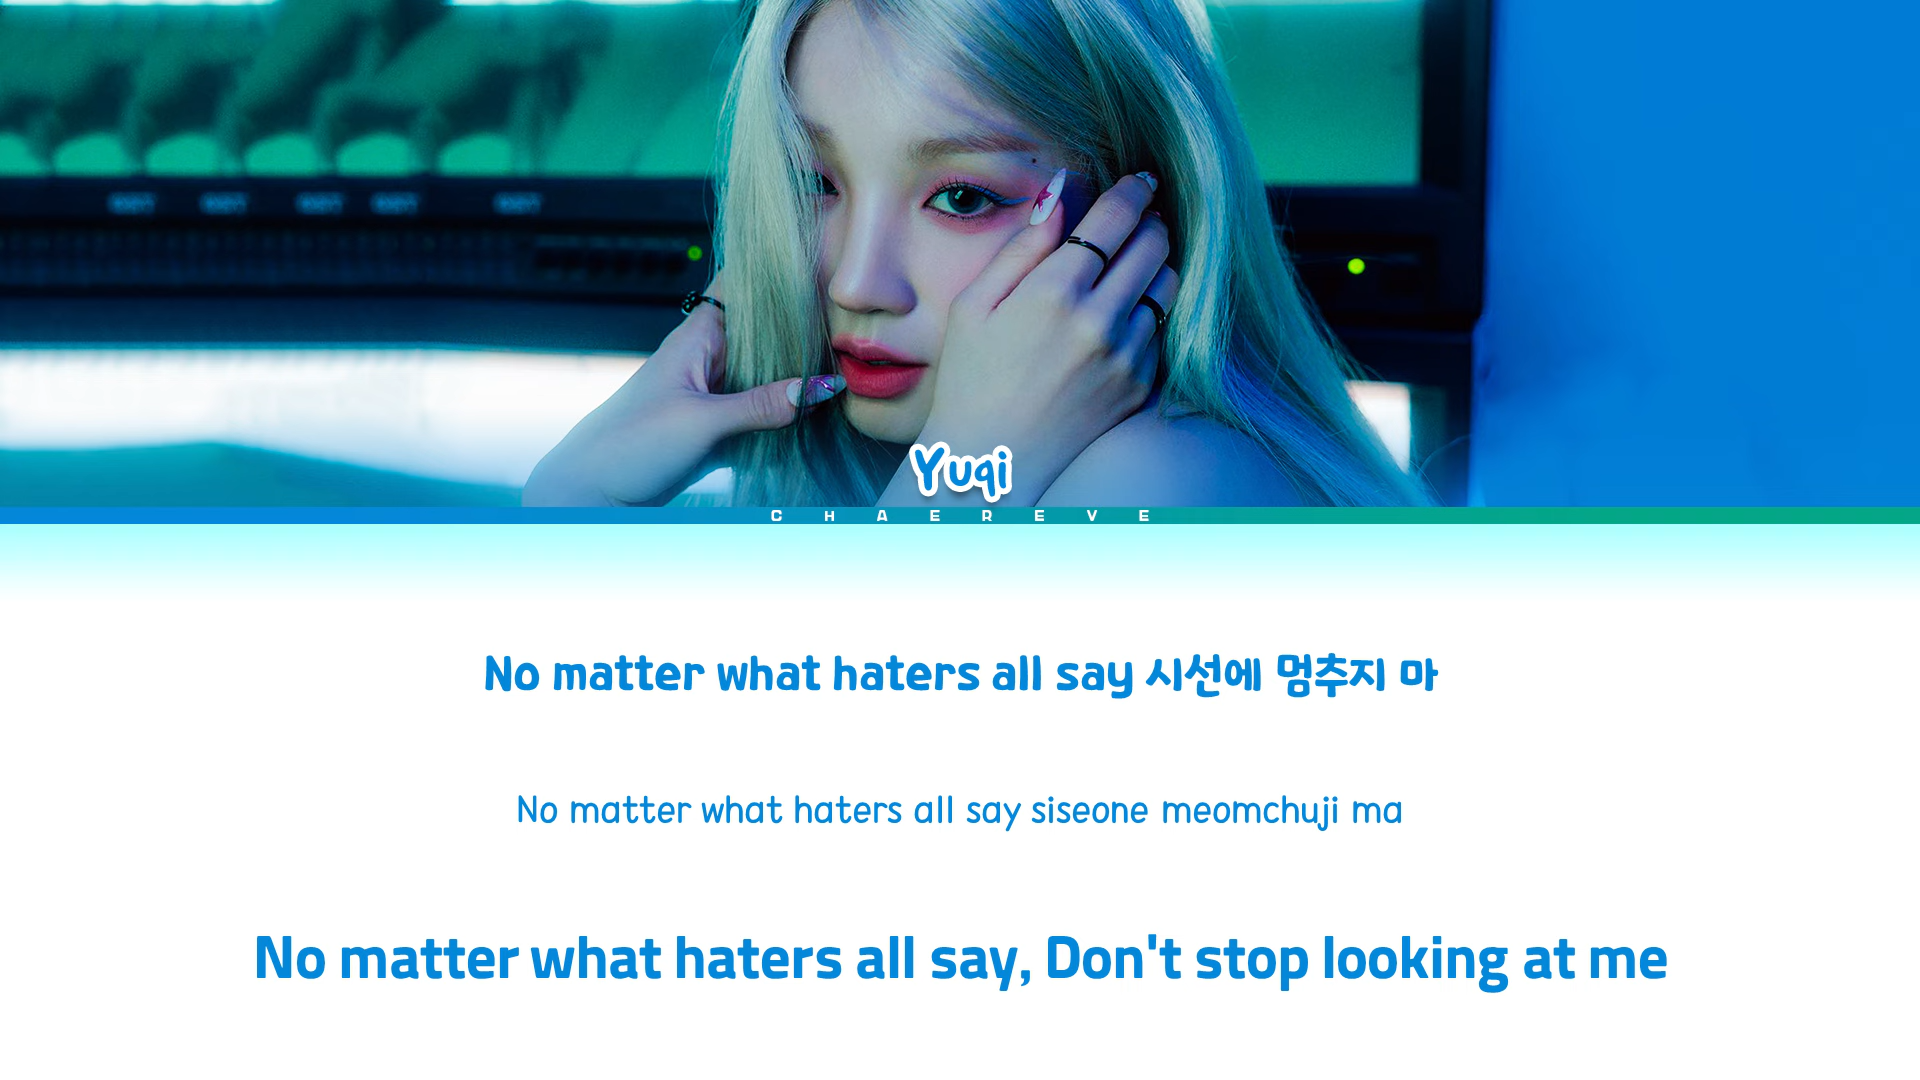 Yuqi
CHAEREVE
No matter what haters all say 시선에 멈추지 마
No matter what haters all say siseone meomchuji ma
No matter what haters all say, Don't stop looking at me